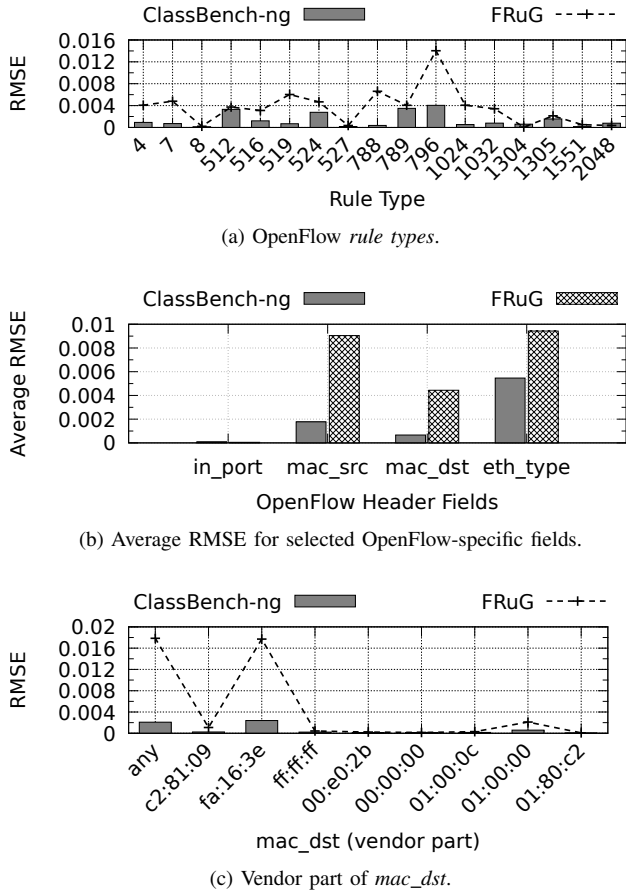 ClassBench-ng FRuG
0.016
0.012
0.008
0.004
0
RMSE
4 7 8 512 516 519 524 527 788 789 796 1024 1032 1304 1305 1551 2048
Rule Type
(a) OpenFlow rule types.
ClassBench-ng FRuG
0.01
0.008
0.006
0.004
0.002
0
Average RMSE
in_port mac_src mac_dst eth_type
OpenFlow Header Fields
(b) Average RMSE for selected OpenFlow-specific fields.
ClassBench-ng FRuG
0.02
0.016
0.012
0.008
0.004
0
RMSE
any c2:81:09 fa:16:3e ff:ff:ff 00:e0:2b 00:00:00 01:00:0c 01:00:00 01:80:c2
mac_dst (vendor part)
(c) Vendor part of mac_dst.